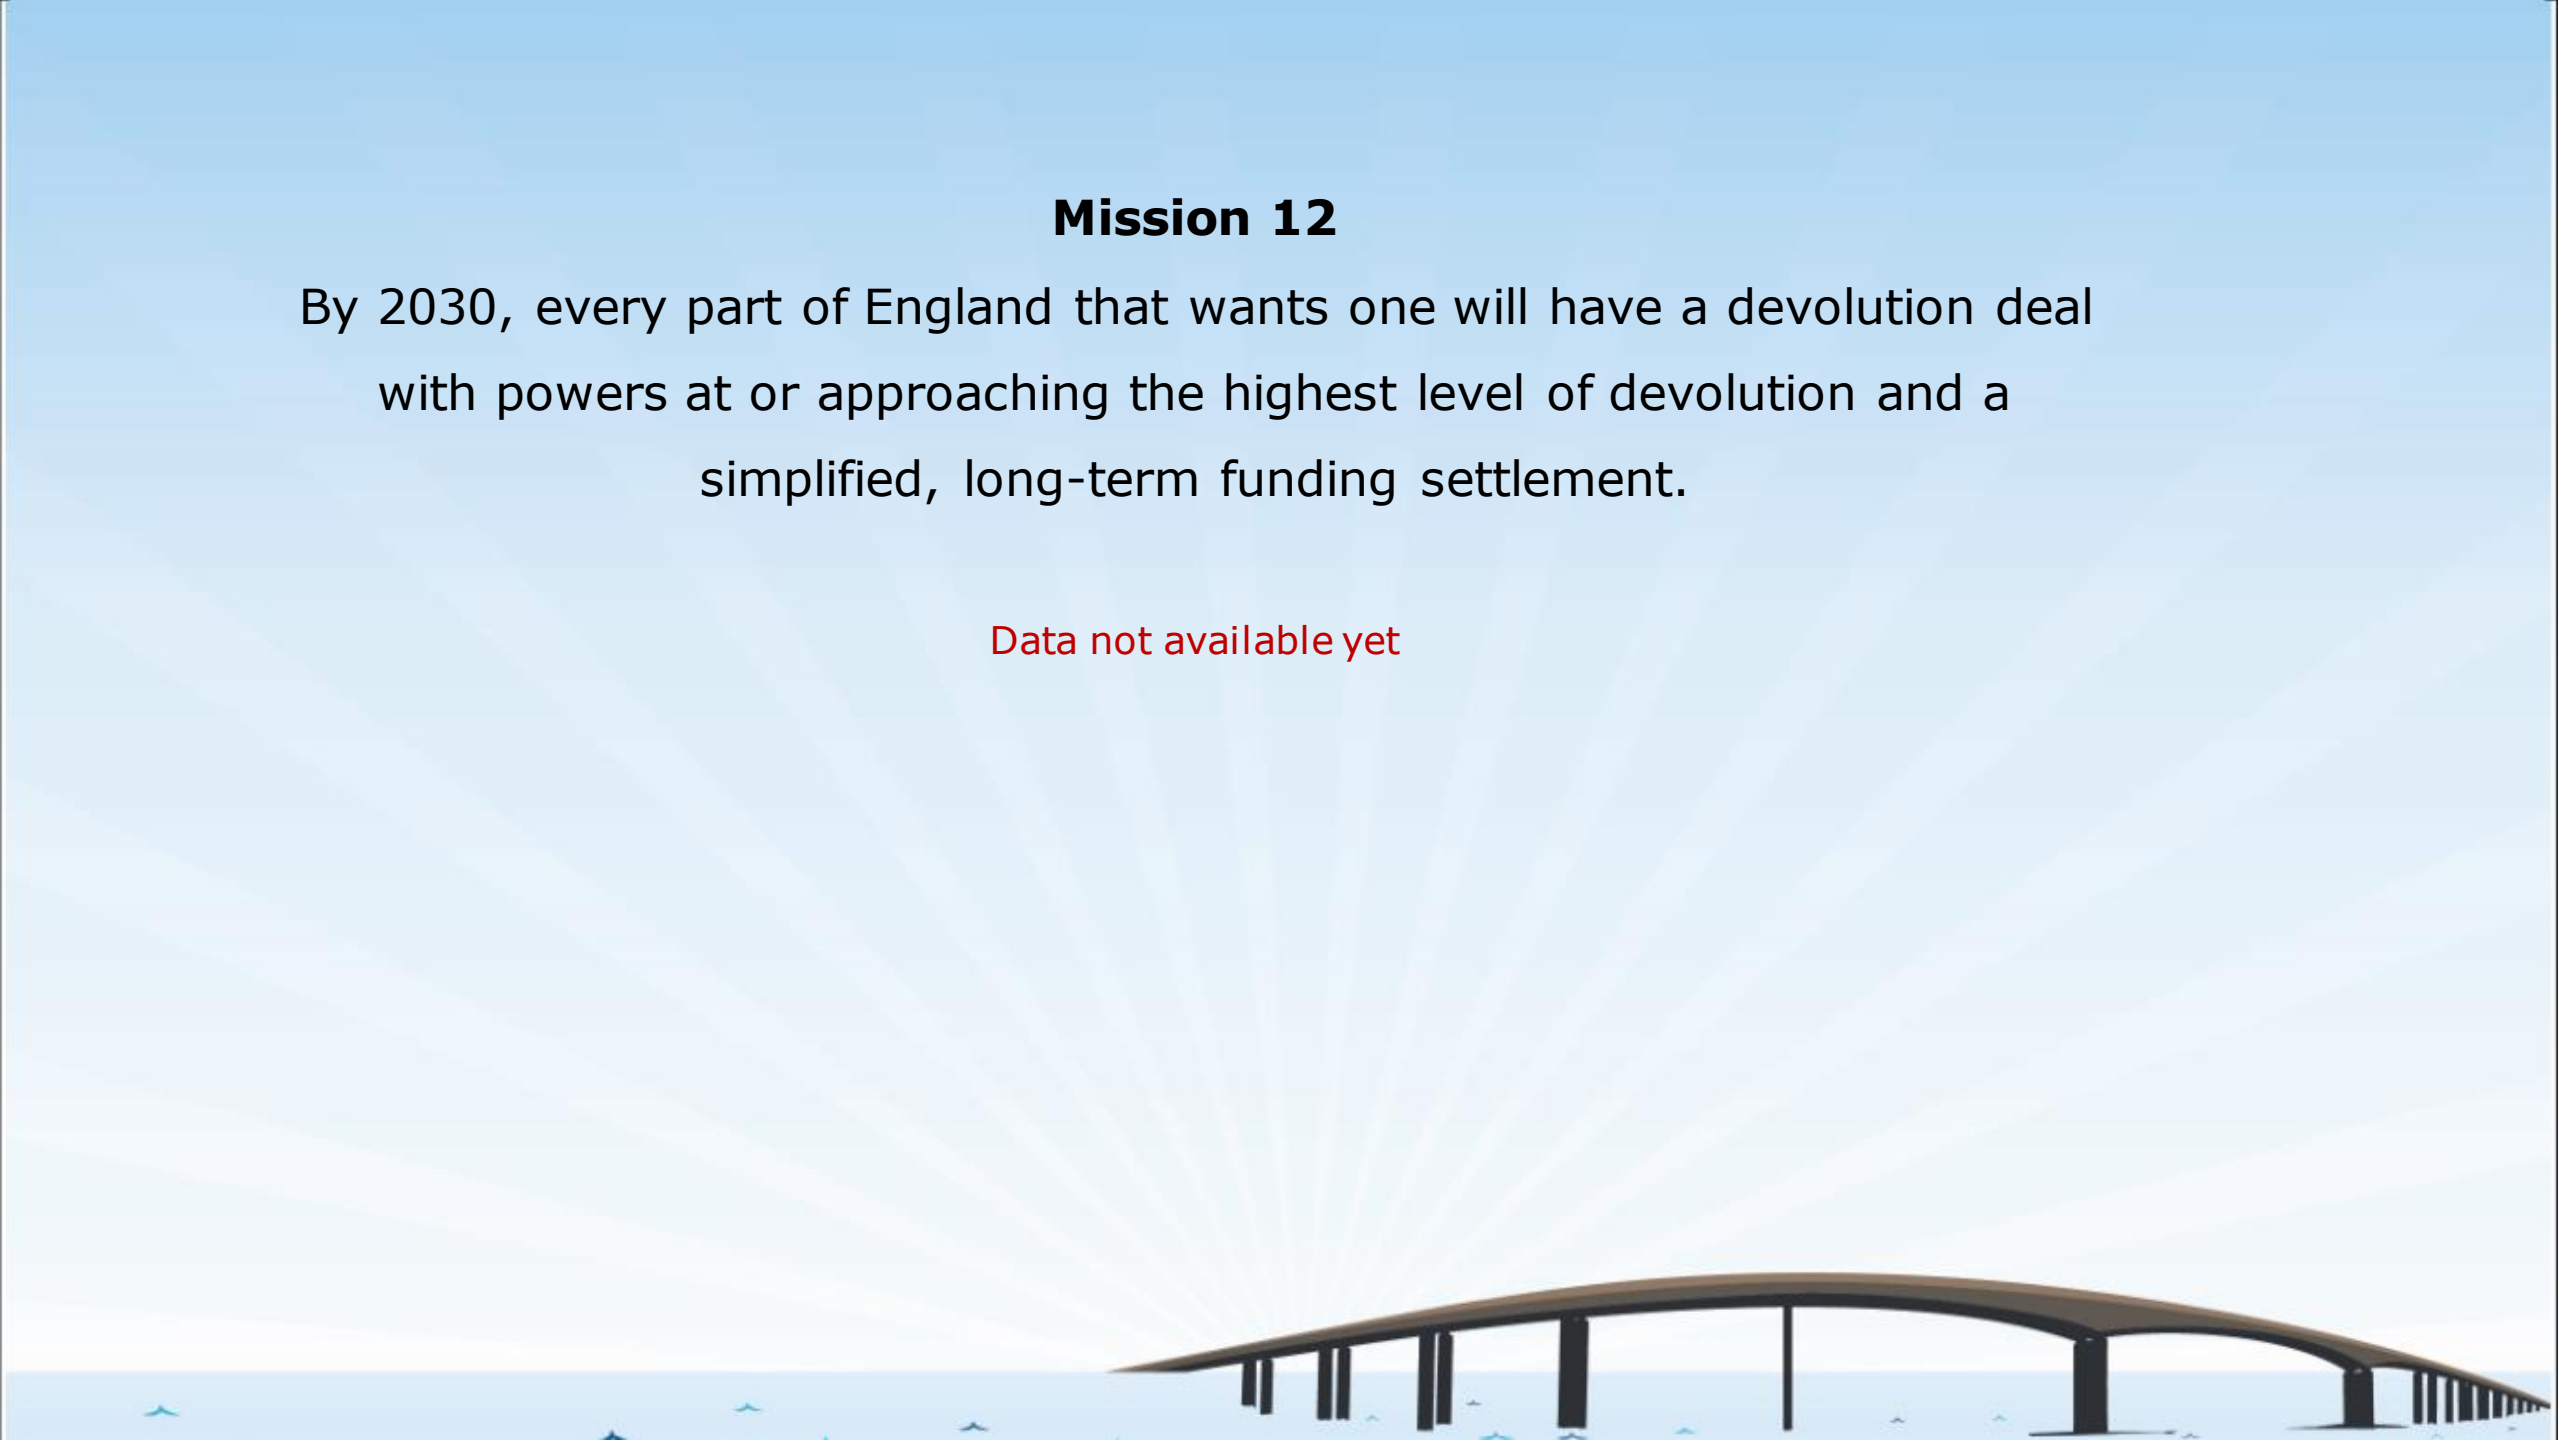 Mission 12
By 2030, every part of England that wants one will have a devolution deal
with powers at or approaching the highest level of devolution and a
simplified, long-term funding settlement.
Data not available yet